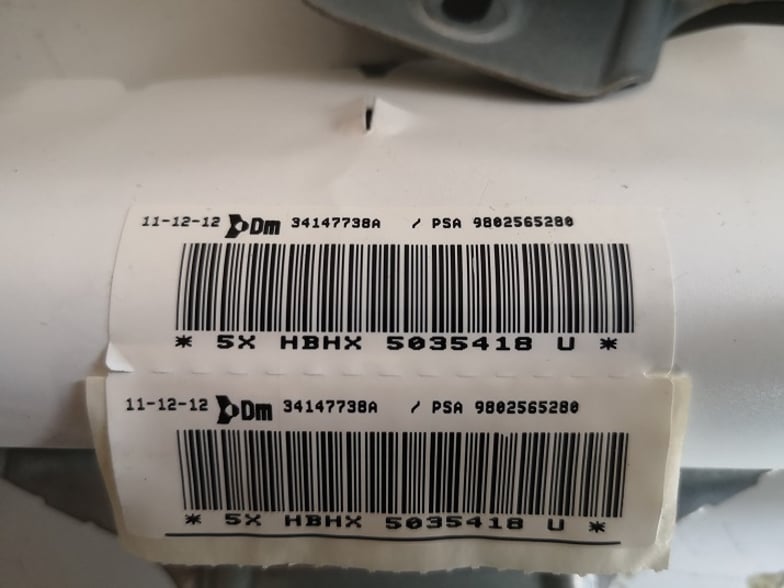 11-12-12 Dm 34147738A / PSA 9802565280
* 5X HBHX 5035418 U *
11-12-12 Dm 34147738A / PSA 9802565280
* 5X HBHX 5035418 U *